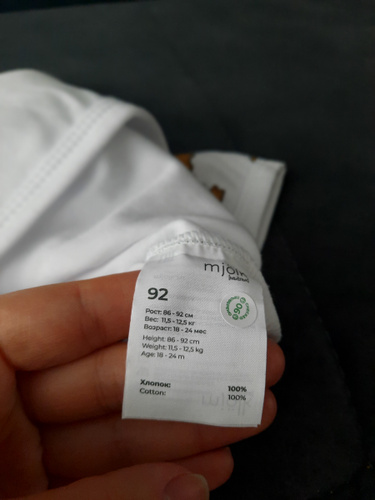 mjölk
92
Рост: 86 - 92 см
Вес: 11,5 - 12,5 кг
Возраст: 18 - 24 мес
Height: 86 - 92 cm
Weight: 11,5 - 12,5 kg
Age: 18 - 24 m
Хлопок: 100%
Cotton: 100%